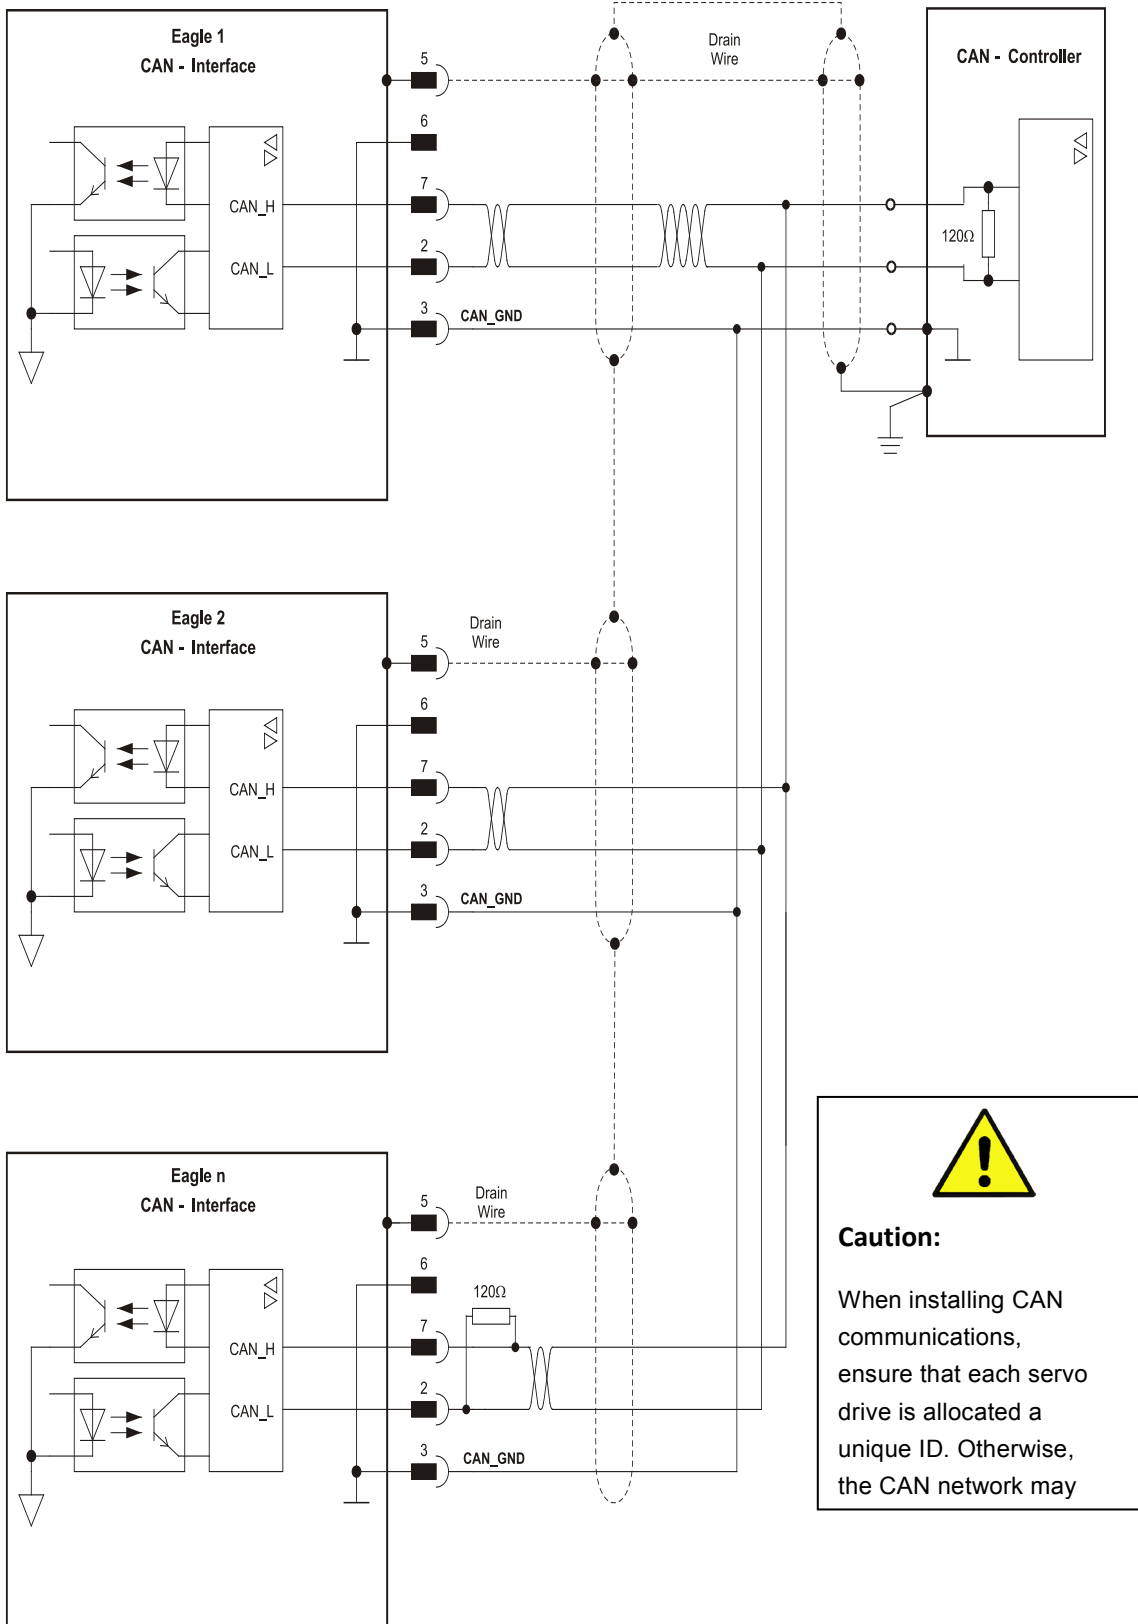 Eagle 1
CAN - Interface
5
6
7
2
3
CAN_H
CAN_L
CAN_GND
Drain
Wire
CAN - Controller
120Ω
Eagle 2
CAN - Interface
5
6
7
2
3
CAN_H
CAN_L
CAN_GND
Drain
Wire
Eagle n
CAN - Interface
5
6
7
2
3
CAN_H
CAN_L
CAN_GND
Drain
Wire
120Ω
!
Caution:
When installing CAN
communications,
ensure that each servo
drive is allocated a
unique ID. Otherwise,
the CAN network may